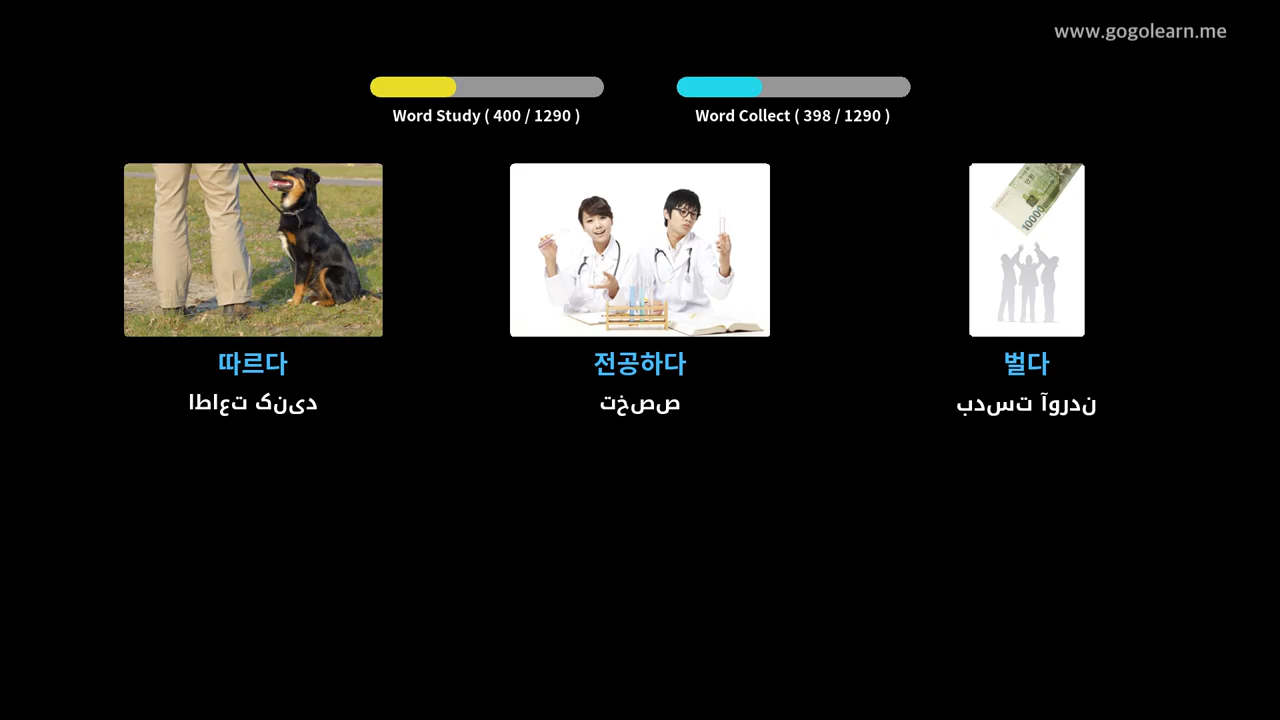 www.gogolearn.me
Word Study ( 400 / 1290 )
Word Collect ( 398 / 1290 )
10000
따르다
전공하다
벌다
اطاعت کنید
تخصص
بدست آوردن